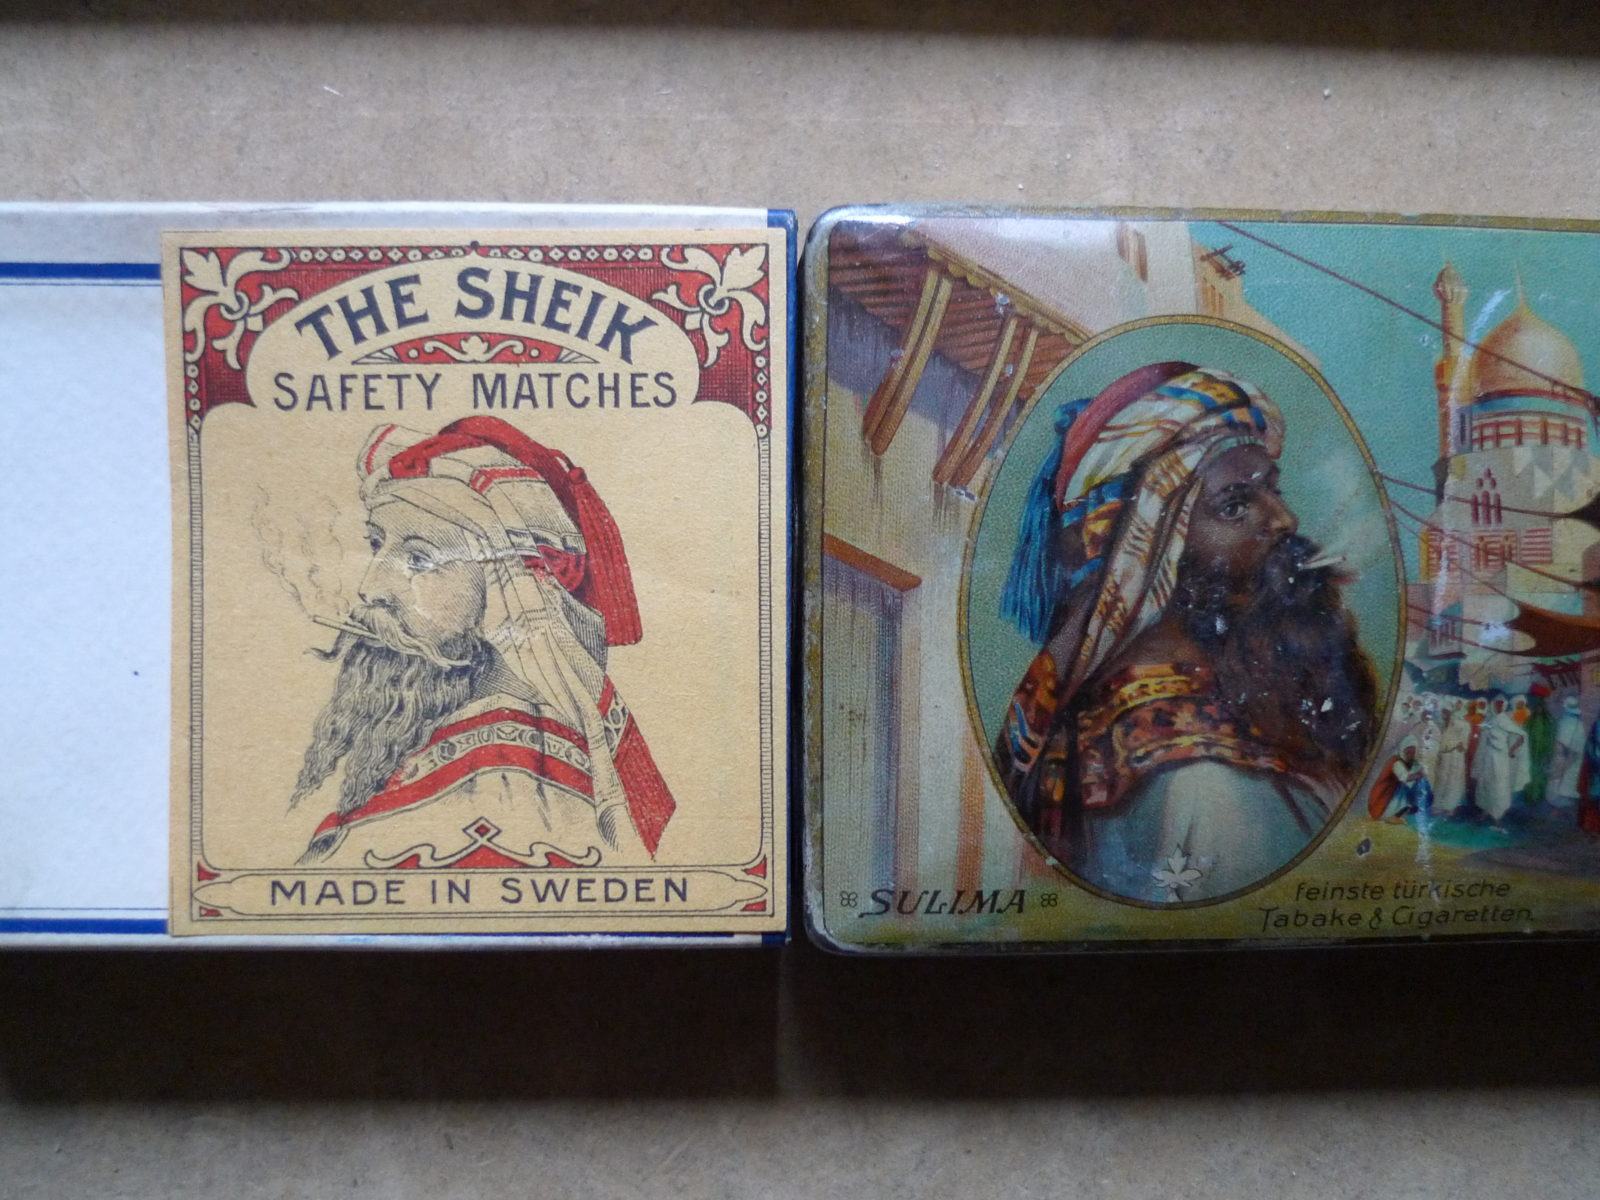 THE SHEIK
SAFETY MATCHES
MADE IN SWEDEN
SULIMA
feinste türkische
Tabake & Cigaretten.